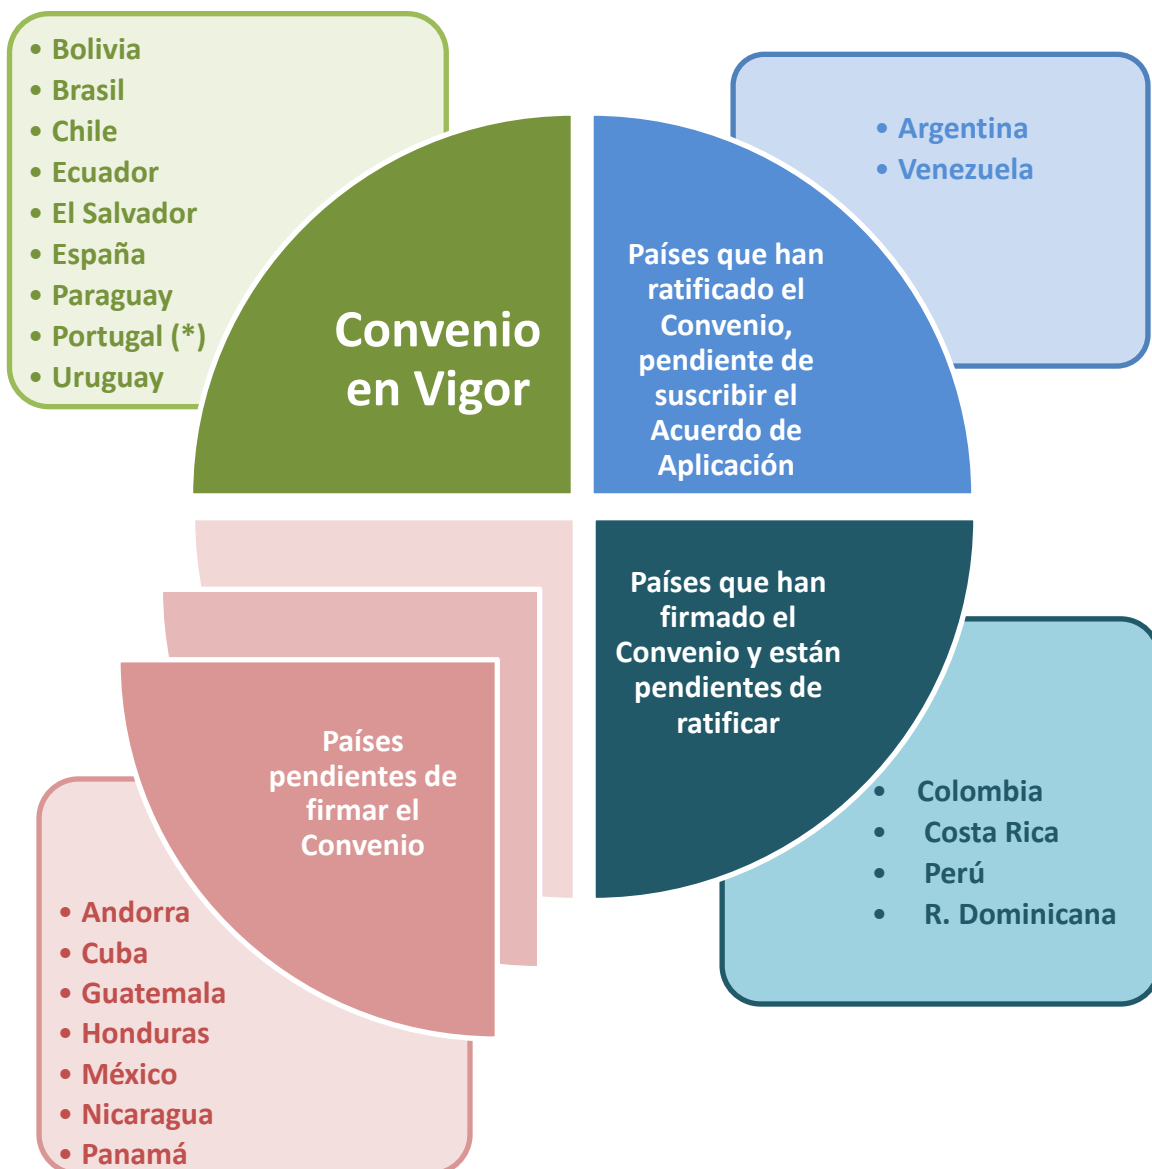 • Bolivia
• Brasil
• Chile
• Ecuador
• El Salvador
• España
• Paraguay
• Portugal (*)
• Uruguay
Convenio
en Vigor
• Argentina
• Venezuela
Países que han
ratificado el
Convenio,
pendiente de
suscribir el
Acuerdo de
Aplicación
Países que han
firmado el
Convenio y están
pendientes de
ratificar
• Colombia
• Costa Rica
• Perú
• R. Dominicana
Países
pendientes de
firmar el
Convenio
• Andorra
• Cuba
• Guatemala
• Honduras
• México
• Nicaragua
• Panamá